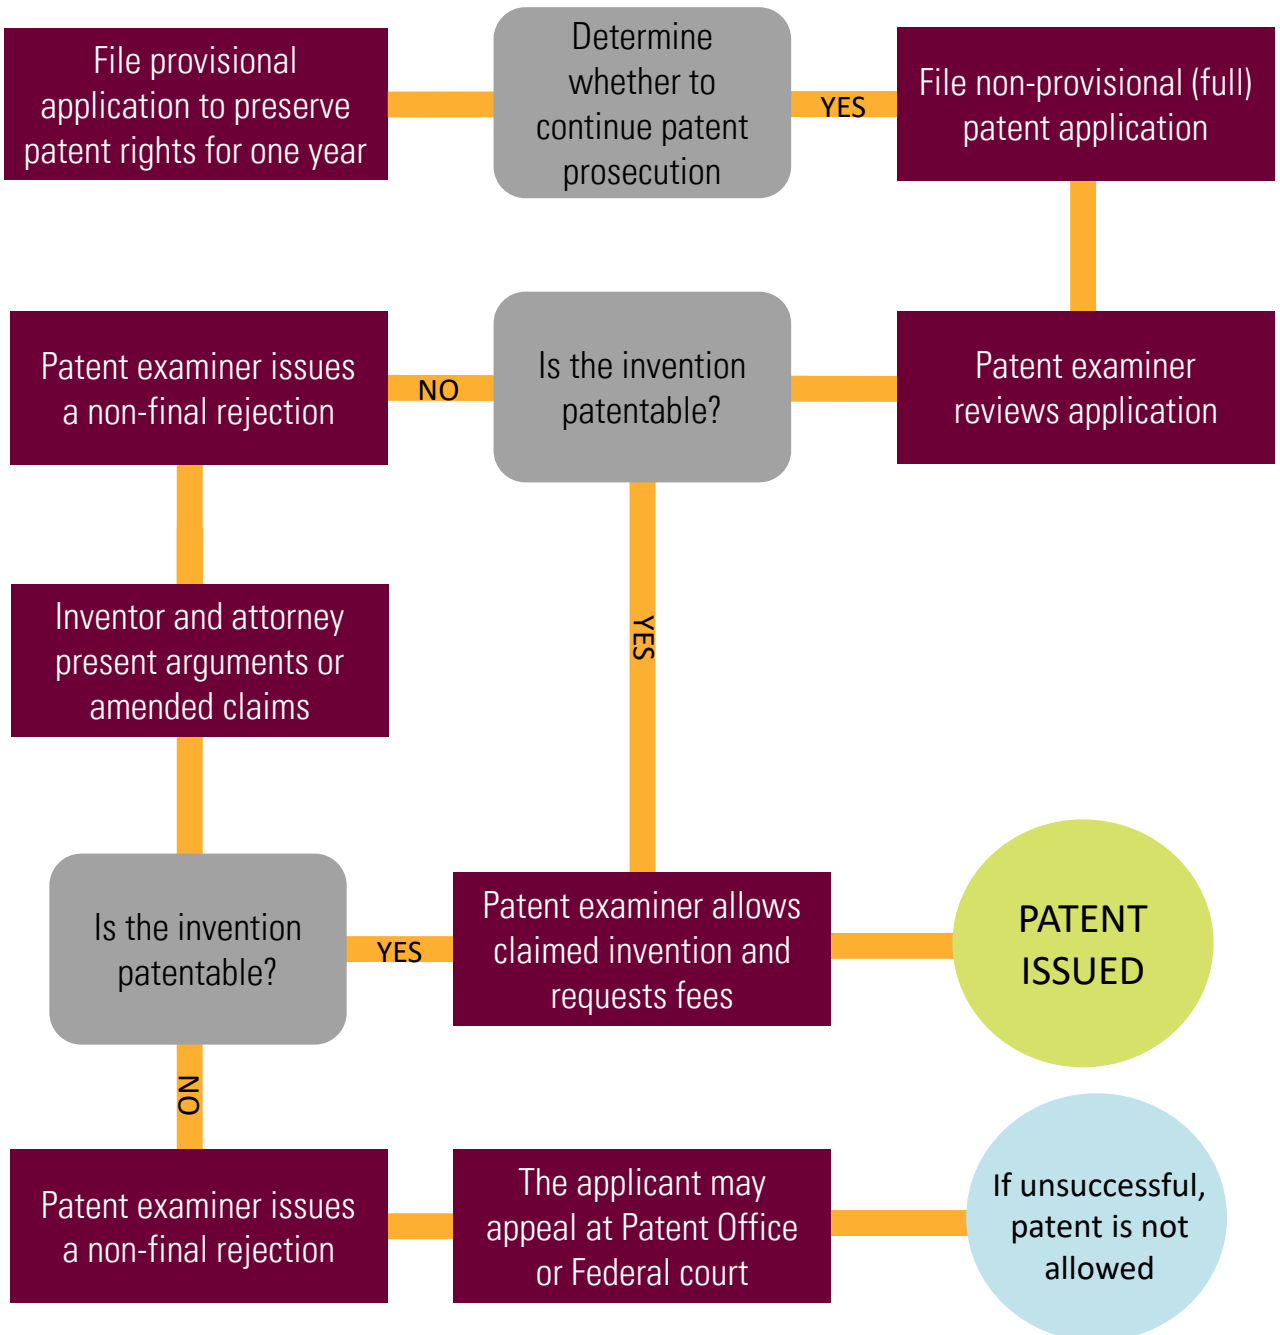 File provisional
application to preserve
patent rights for one year
Determine
whether to
continue patent
prosecution
YES
File non-provisional (full)
patent application
Patent examiner issues
a non-final rejection
NO
Is the invention
patentable?
Patent examiner
reviews application
Inventor and attorney
present arguments or
amended claims
YES
Is the invention
patentable?
YES
Patent examiner allows
claimed invention and
requests fees
PATENT
ISSUED
NO
Patent examiner issues
a non-final rejection
The applicant may
appeal at Patent Office
or Federal court
If unsuccessful,
patent is not
allowed